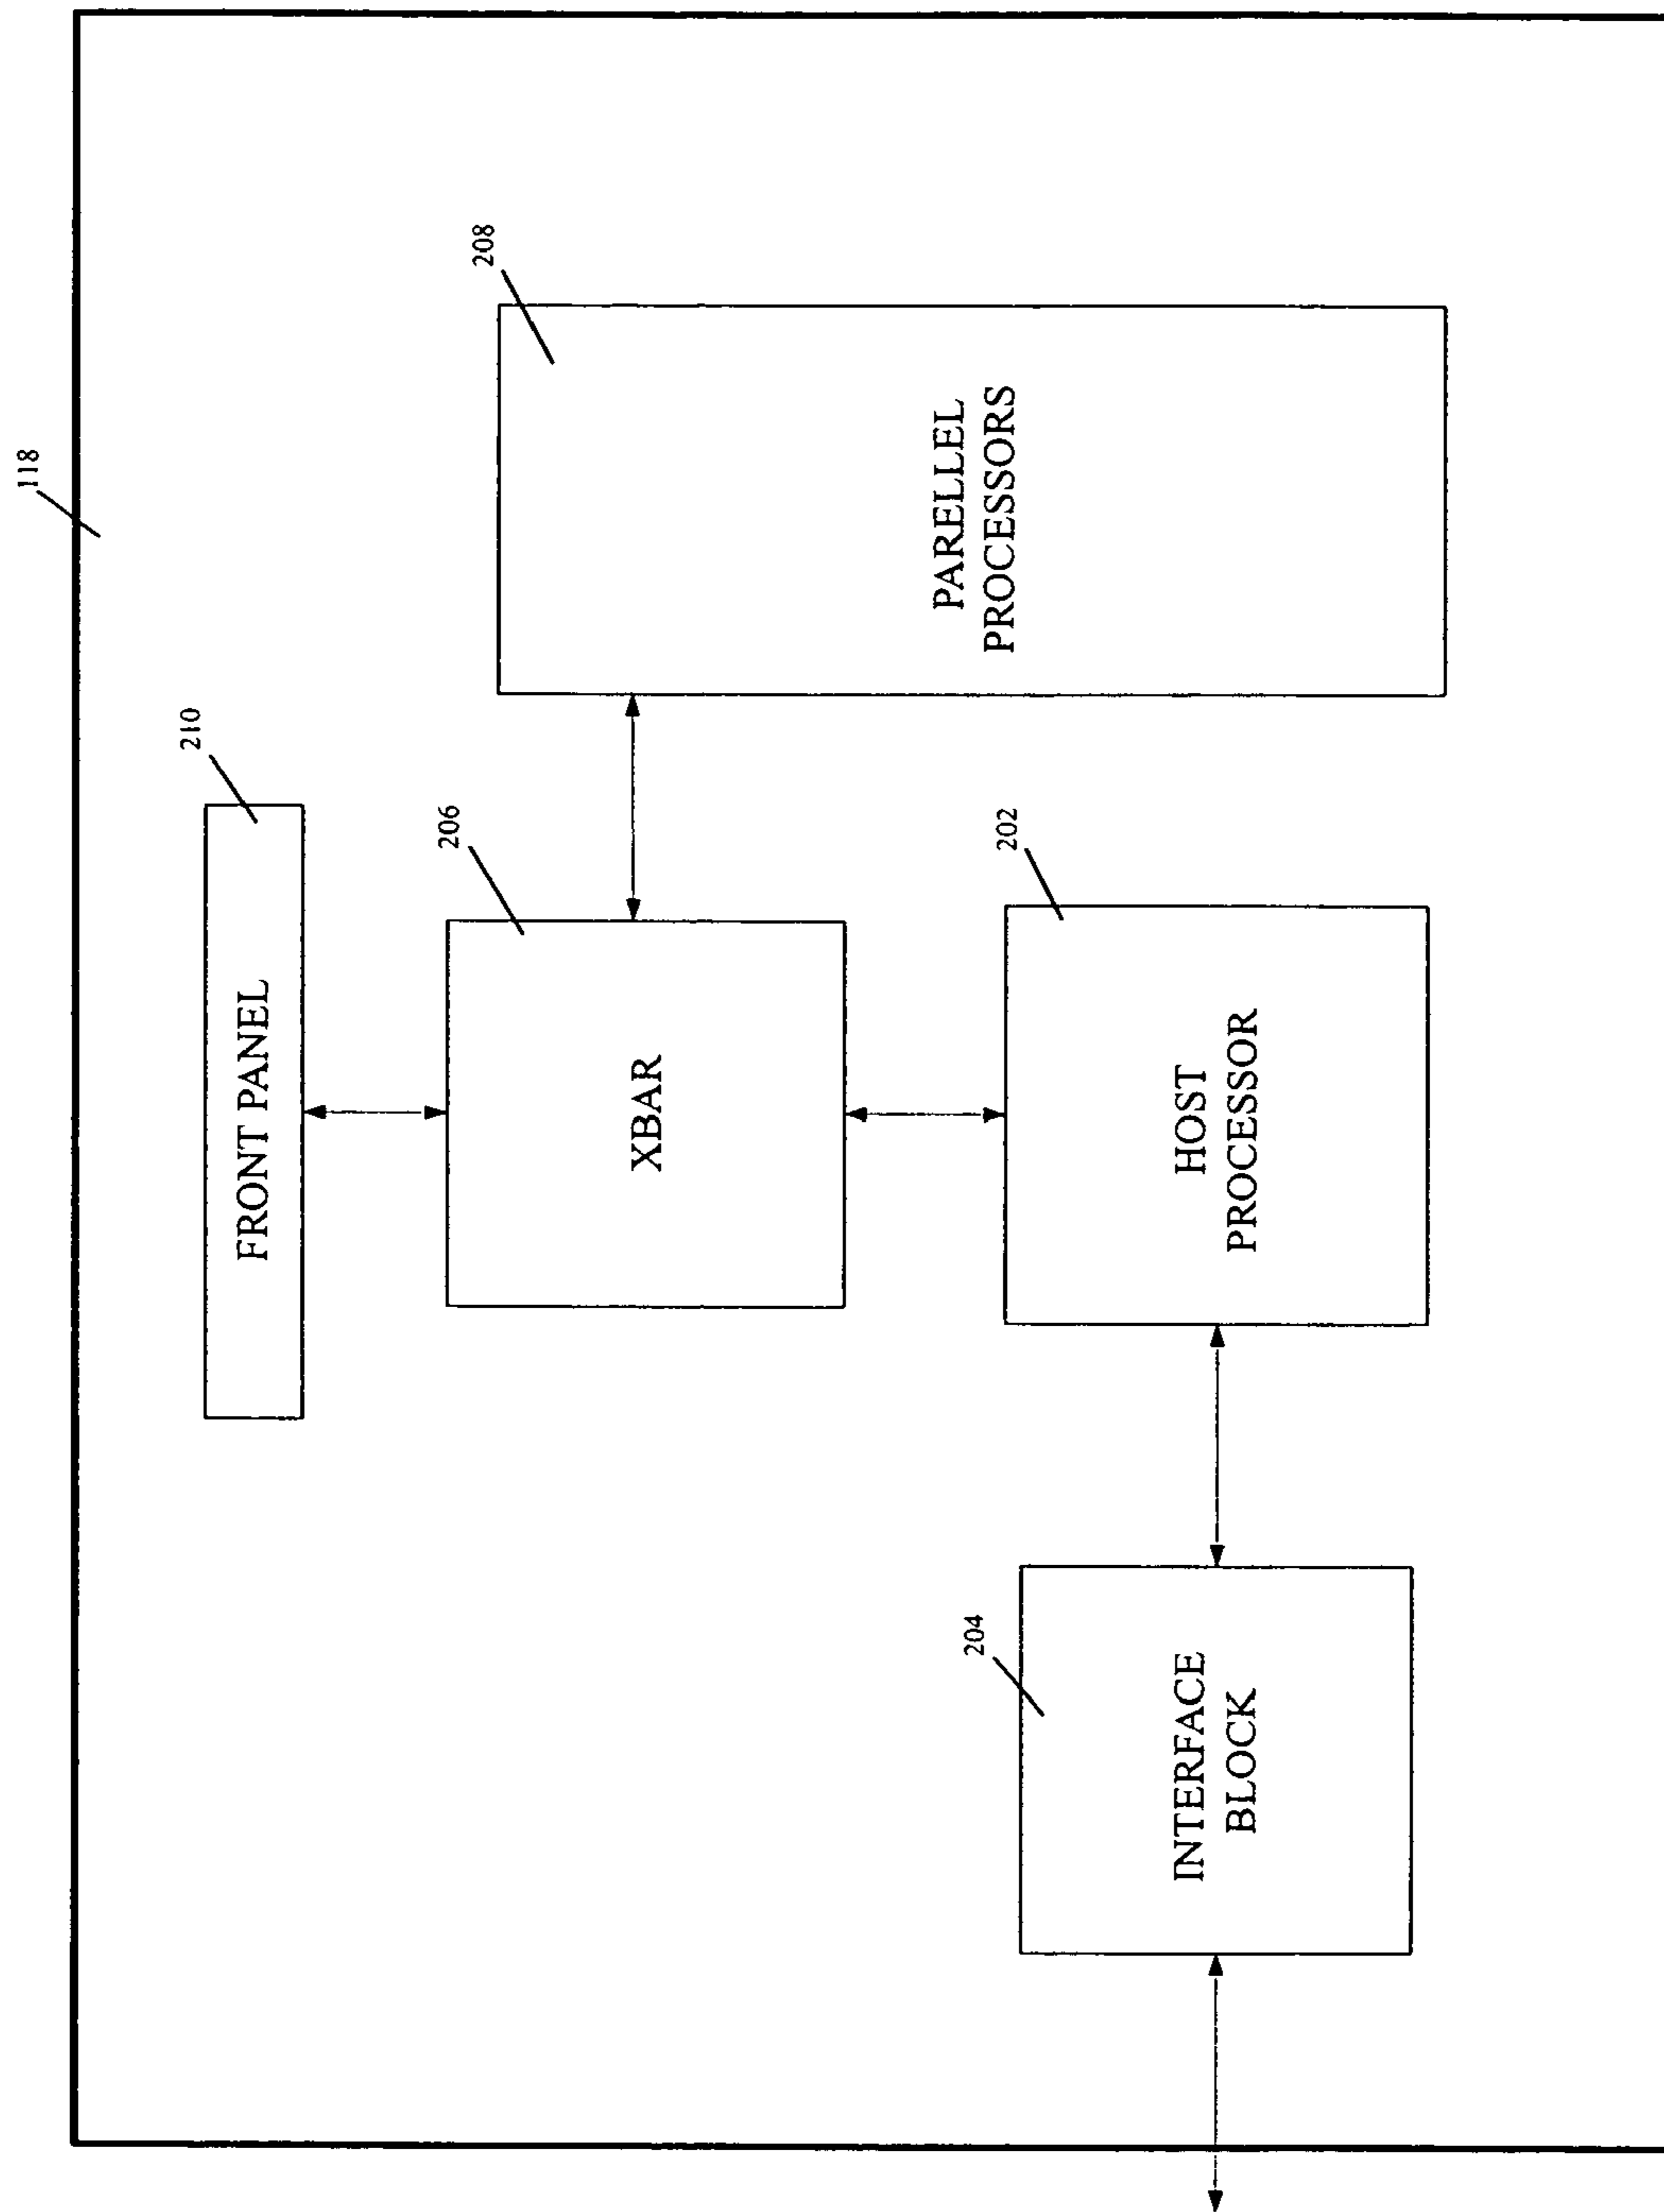 118
210
FRONT PANEL
206
XBAR
208
PARELLEL
PROCESSORS
204
INTERFACE
BLOCK
202
HOST
PROCESSOR